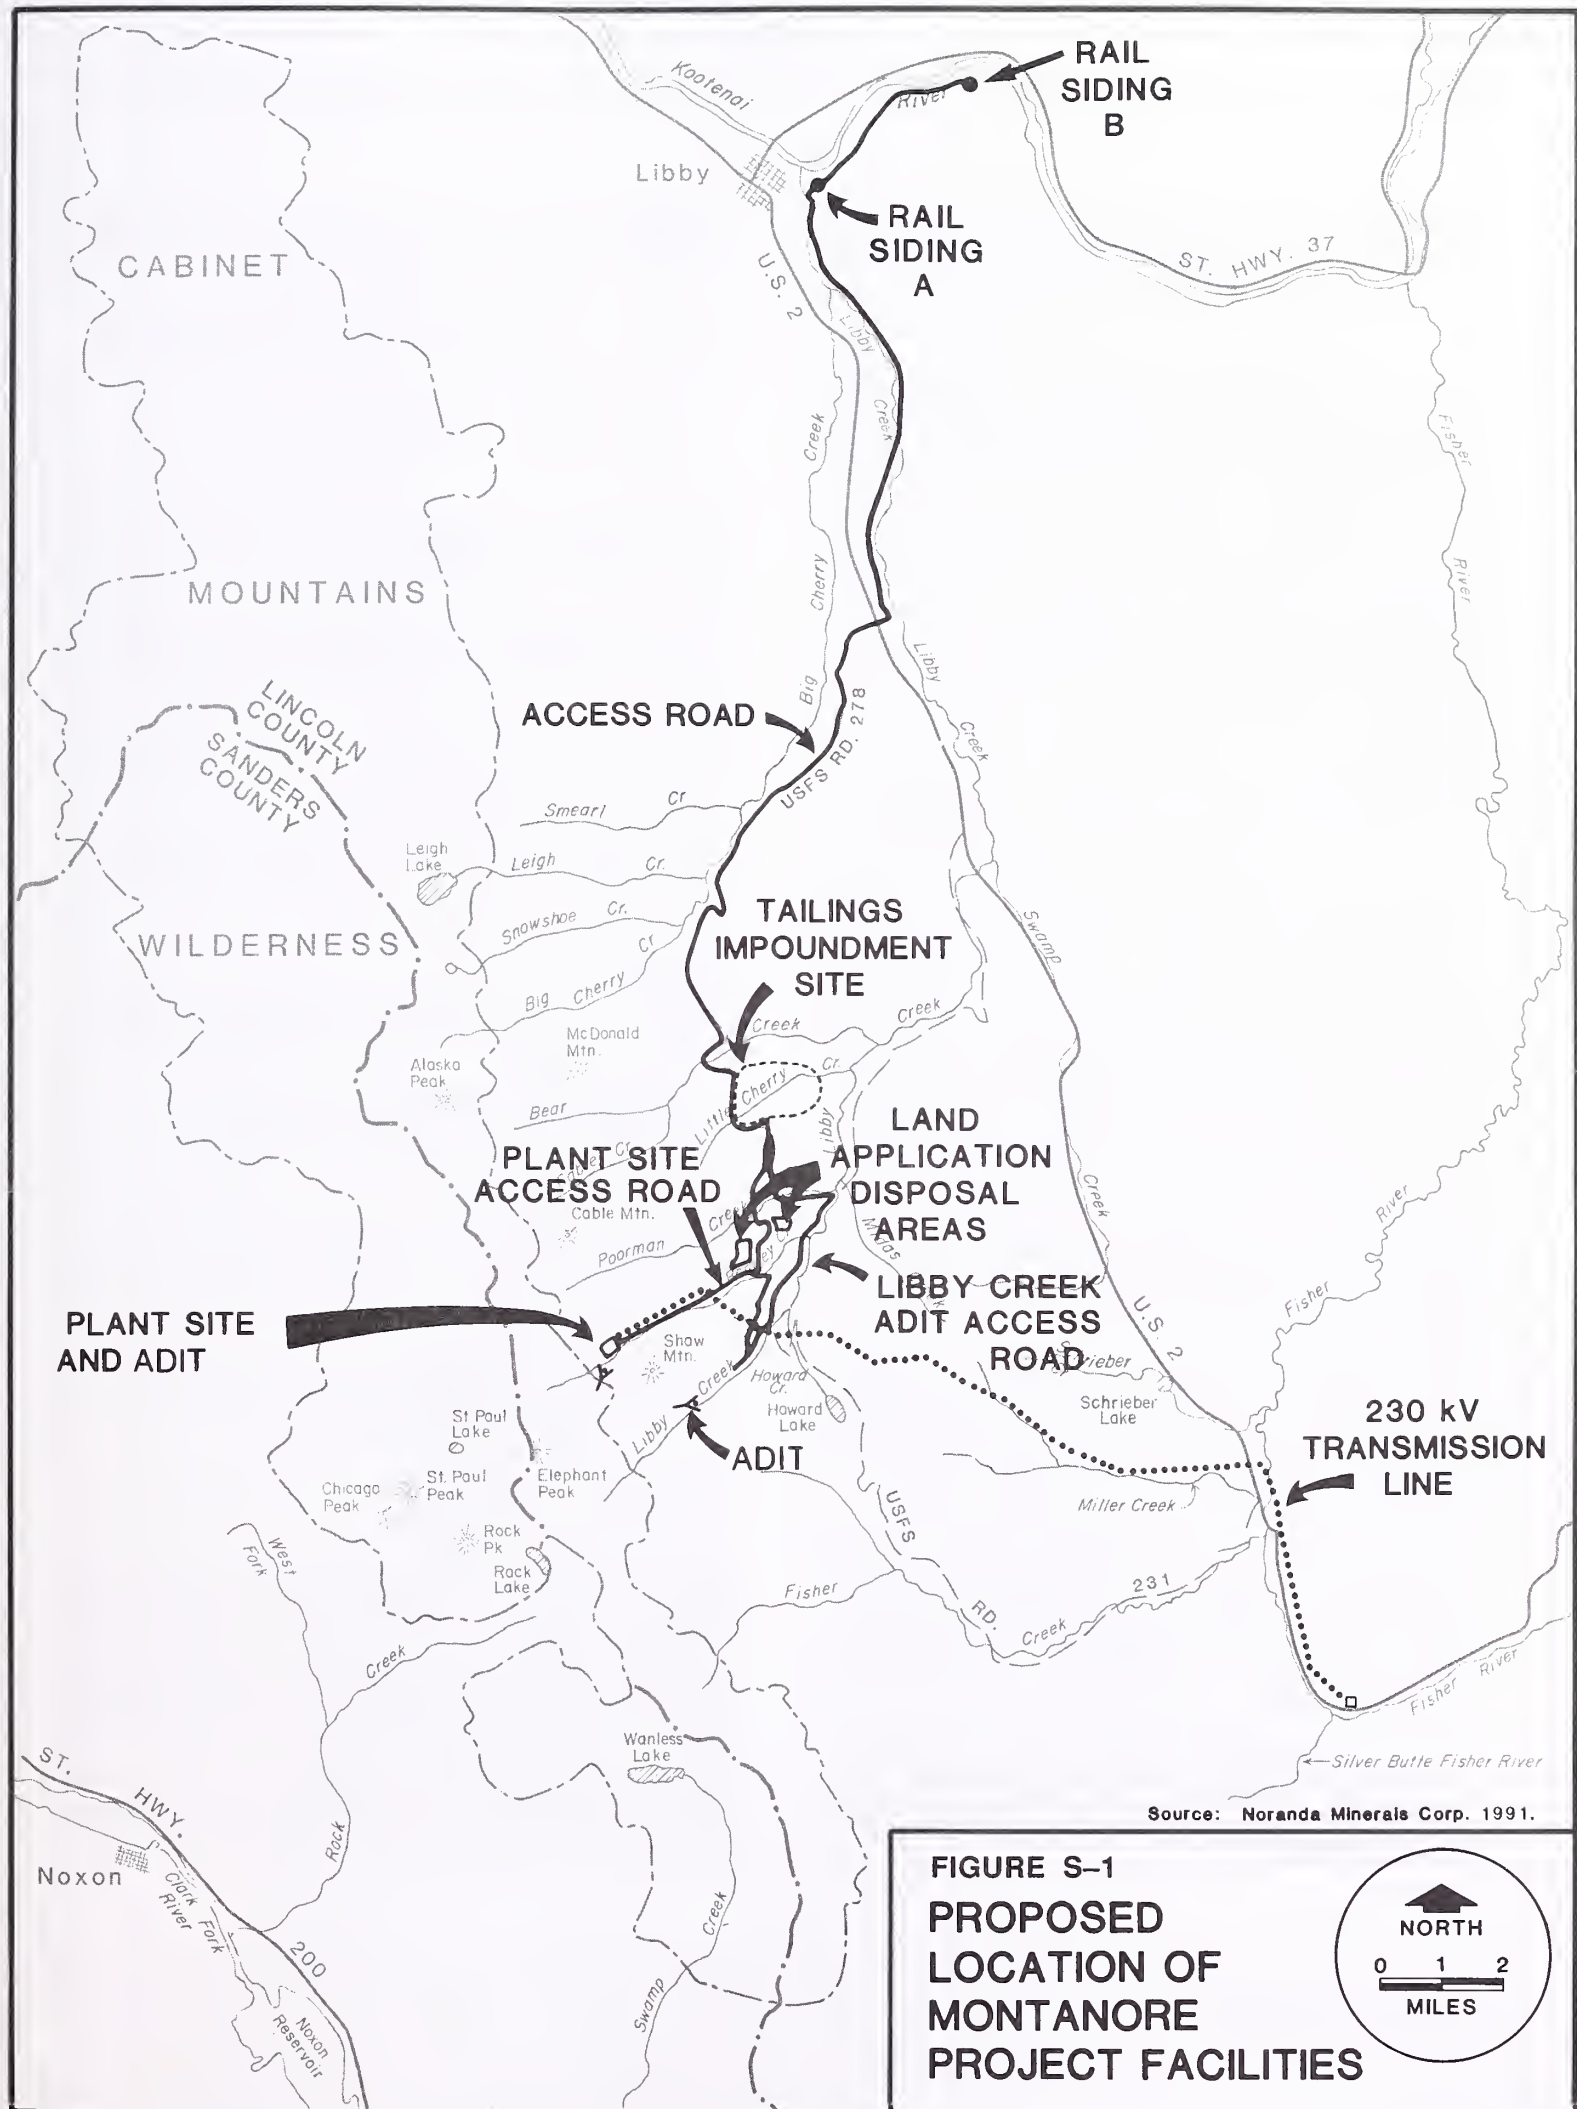 RAIL
SIDING
B
Kootenai
River
Libby
RAIL
SIDING
A
ST. HWY. 37
CABINET
U.S. 2
Libby
Creek
Creek
Cherry
Big
Fisher
River
MOUNTAINS
Libby
Creek
LINCOLN
COUNTY
SANDERS
COUNTY
ACCESS ROAD
USFS RD. 278
Smearl Cr
Leigh
Lake
Leigh Cr.
Snowshoe Cr.
Big Cherry Cr
WILDERNESS
TAILINGS
IMPOUNDMENT
SITE
Swamp
Creek
Creek
Creek
McDonald
Mtn.
Alaska
Peak
Bear
Little Cherry Cr.
Libby
LAND
APPLICATION
DISPOSAL
AREAS
PLANT SITE
ACCESS ROAD
Cr.
Cable Mtn.
Poorman Creek
Midas
River
Fisher
LIBBY CREEK
ADIT ACCESS
ROAD
PLANT SITE
AND ADIT
Shaw
Mtn.
U.S. 2
Schrieber
Schrieber
Lake
Howard
Cr.
Howard
Lake
Libby Creek
ADIT
230 kV
TRANSMISSION
LINE
St Paul
Lake
St. Paul
Peak
Chicago
Peak
Elephant
Peak
Rock
Pk
Rock
Lake
Miller Creek
USFS
RD.
231
West
Fork
Fisher
Creek
Creek
Fisher River
Silver Butte Fisher River
Wanless
Lake
ST.
HWY.
200
Noxon
Rock
Clark Fork
River
Noxon
Reservoir
Swamp
Creek
Source: Noranda Minerals Corp. 1991.
FIGURE S-1
PROPOSED
LOCATION OF
MONTANORE
PROJECT FACILITIES
NORTH
0 1 2
MILES